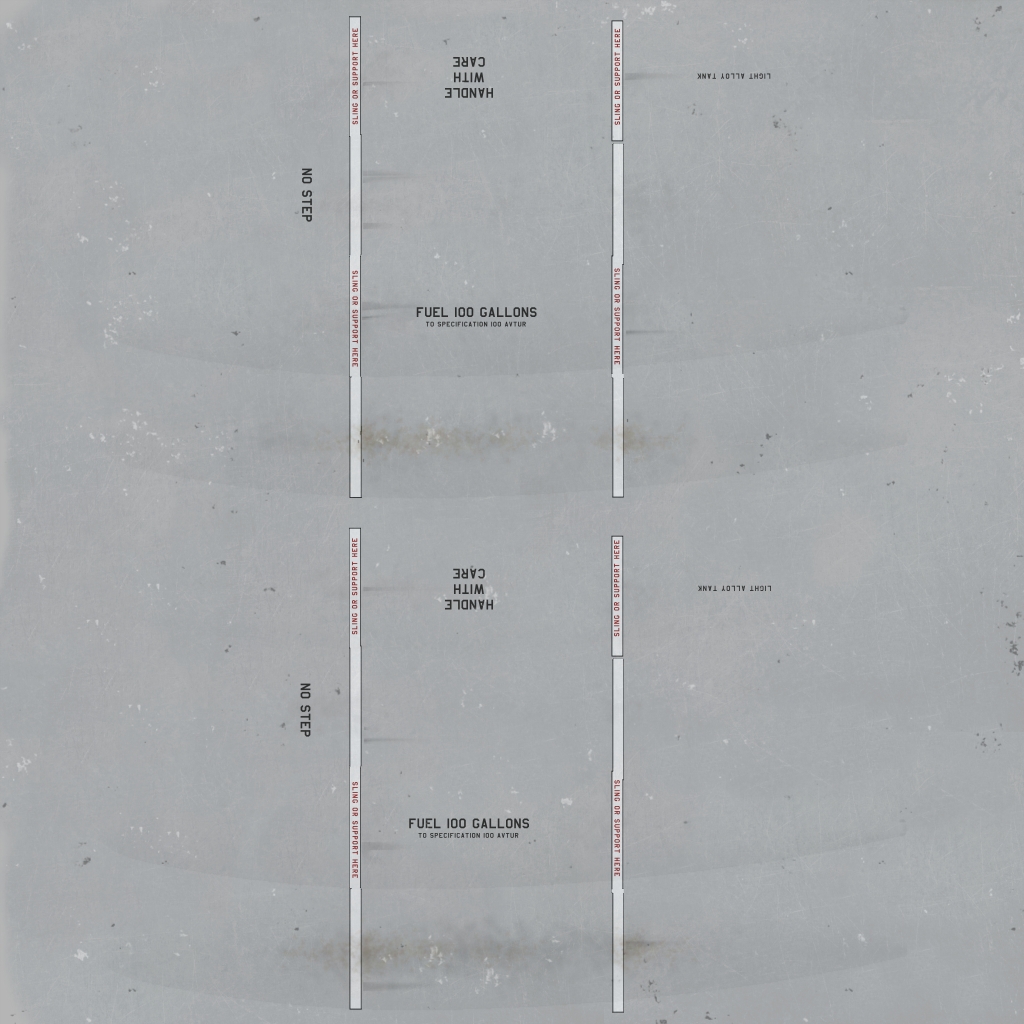 SLING OR SUPPORT HERE
HANDLE
WITH
CARE
SLING OR SUPPORT HERE
LIGHT ALLOY TANK
NO STEP
SLING OR SUPPORT HERE
FUEL 100 GALLONS
TO SPECIFICATION 100 AVTUR
SLING OR SUPPORT HERE
SLING OR SUPPORT HERE
HANDLE
WITH
CARE
SLING OR SUPPORT HERE
LIGHT ALLOY TANK
NO STEP
SLING OR SUPPORT HERE
FUEL 100 GALLONS
TO SPECIFICATION 100 AVTUR
SLING OR SUPPORT HERE